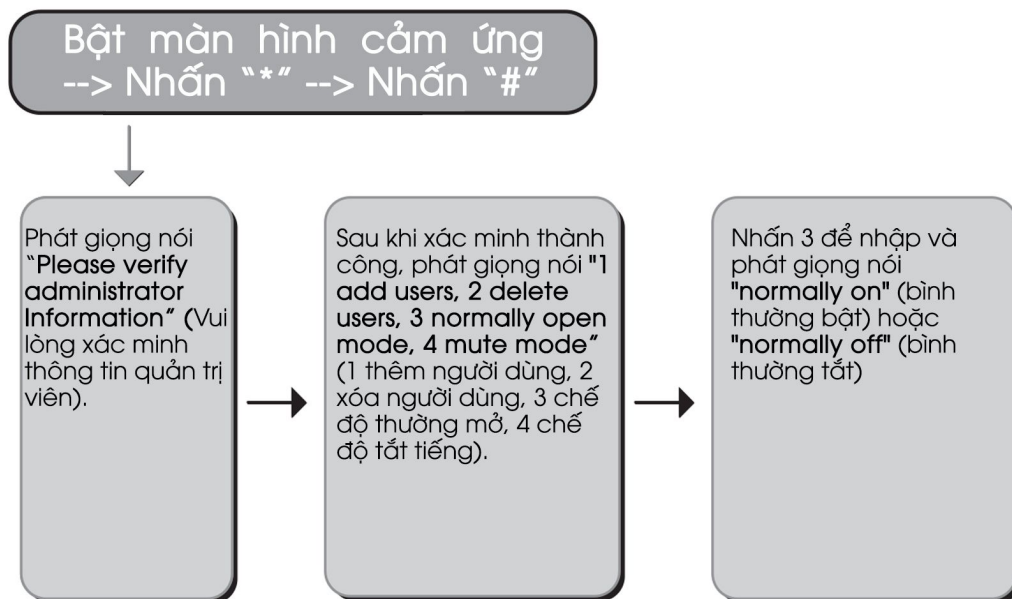 Bật màn hình cảm ứng
--> Nhấn "*" --> Nhấn "#"
Phát giọng nói
"Please verify
administrator
Information" (Vui
lòng xác minh
thông tin quản trị
viên).
Sau khi xác minh thành
công, phát giọng nói "1
add users, 2 delete
users, 3 normally open
mode, 4 mute mode"
(1 thêm người dùng, 2
xóa người dùng, 3 chế
độ thường mở, 4 chế
độ tắt tiếng).
Nhấn 3 để nhập và
phát giọng nói
"normally on" (bình
thường bật) hoặc
"normally off" (bình
thường tắt)